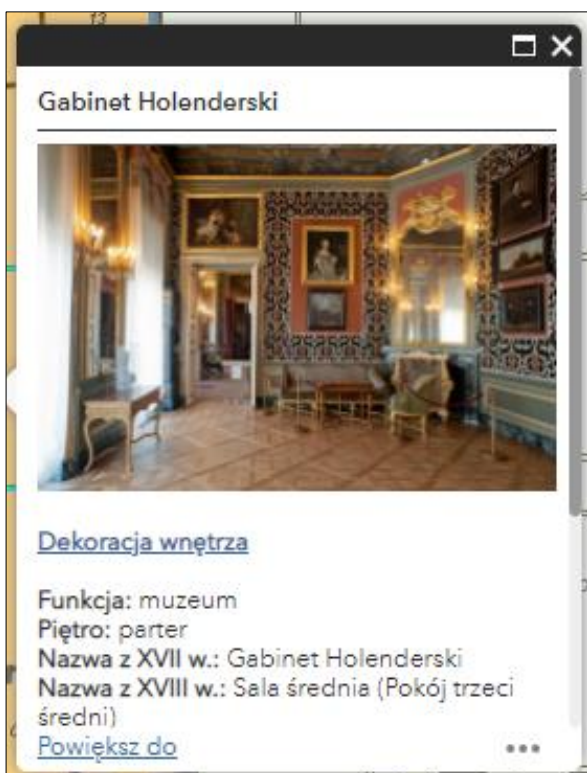 13
Gabinet Holenderski
Dekoracja wnętrza
Funkcja: muzeum
Piętro: parter
Nazwa z XVII w.: Gabinet Holenderski
Nazwa z XVIII w.: Sala średnia (Pokój trzeci
średni)
Powiększ do